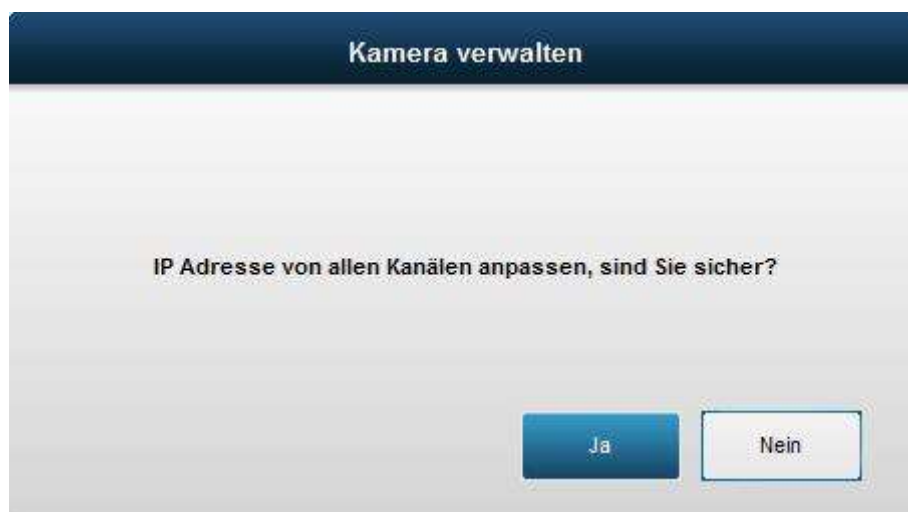 Kamera verwalten
IP Adresse von allen Kanälen anpassen, sind Sie sicher?
Ja
Nein